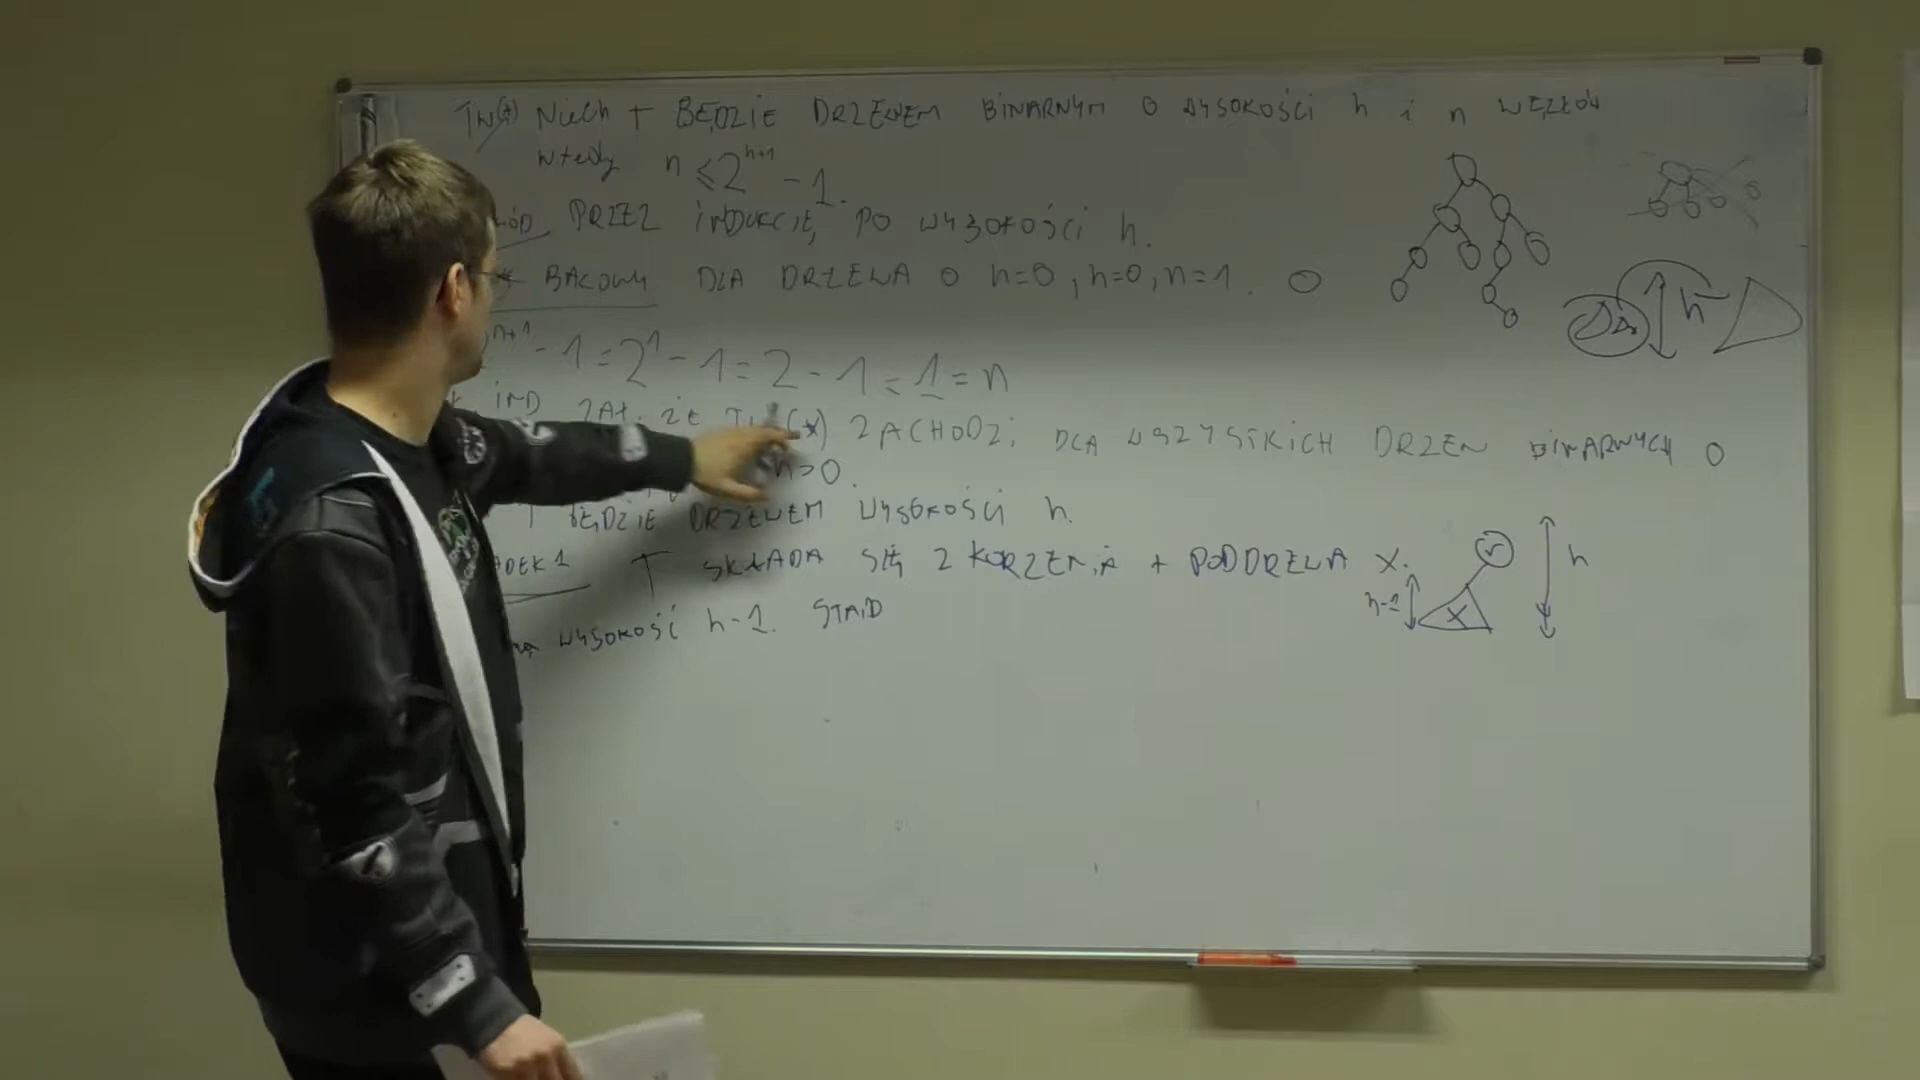 TW(*) Niech T BĘDZIE DRZEWEM BINARNYM O WYSOKOŚCI h i n WĘZŁÓW
Wtedy n ≤ 2^{h+1} - 1.
ÓD PRZEZ INDUKCJĘ PO WYSOKOŚCI h.
BAZOWY DLA DRZEWA O h=0, h=0, n=1. O
^{h+1} - 1 = 2^1 - 1 = 2 - 1 = 1 = n
IND ZAŁ. ŻE TW (*) ZACHODZI DLA WSZYSTKICH DRZEW BINARNYCH O
h>0
T BĘDZIE DRZEWEM WYSOKOŚCI h.
ADEK 1 T SKŁADA SIĘ Z KORZENIA + PODDRZEWA X.
WYSOKOŚĆ h-1. STĄD
h
r
h
h-1
X